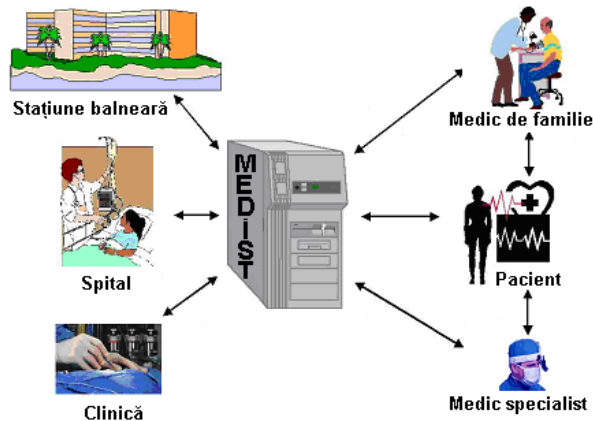 Stațiune balneară
Medic de familie
MEDIST
Spital
Pacient
Clinică
Medic specialist